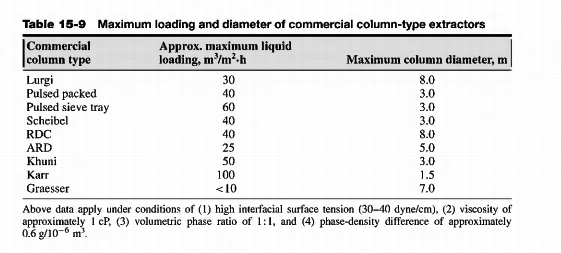 Table 15-9 Maximum loading and diameter of commercial column-type extractors
Commercial column type Approx. maximum liquid loading, m³/m²·h Maximum column diameter, m
Lurgi 30 8.0
Pulsed packed 40 3.0
Pulsed sieve tray 60 3.0
Scheibel 40 3.0
RDC 40 8.0
ARD 25 5.0
Khuni 50 3.0
Karr 100 1.5
Graesser <10 7.0
Above data apply under conditions of (1) high interfacial surface tension (30–40 dyne/cm), (2) viscosity of
approximately 1 cP, (3) volumetric phase ratio of 1:1, and (4) phase-density difference of approximately
0.6 g/10⁻⁶ m³.